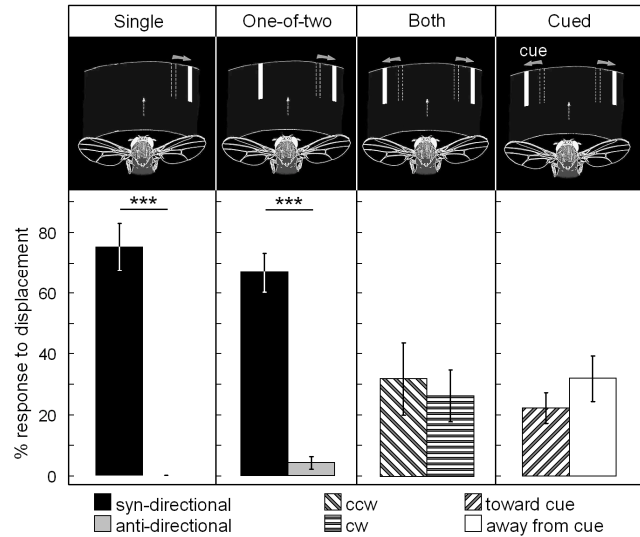 Single One-of-two Both Cued
cue
*** ***
% response to displacement
80
60
40
20
0
syn-directional ccw toward cue
anti-directional cw away from cue